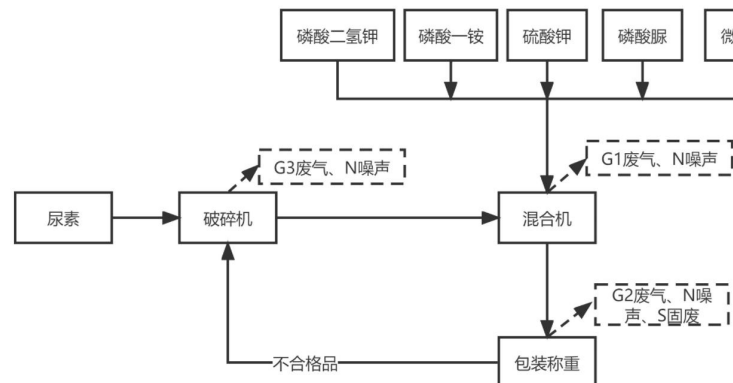 磷酸二氢钾
磷酸一铵
硫酸钾
磷酸脲
微
G3废气、N噪声
G1废气、N噪声
尿素
破碎机
混合机
G2废气、N噪
声、S固废
不合格品
包装称重